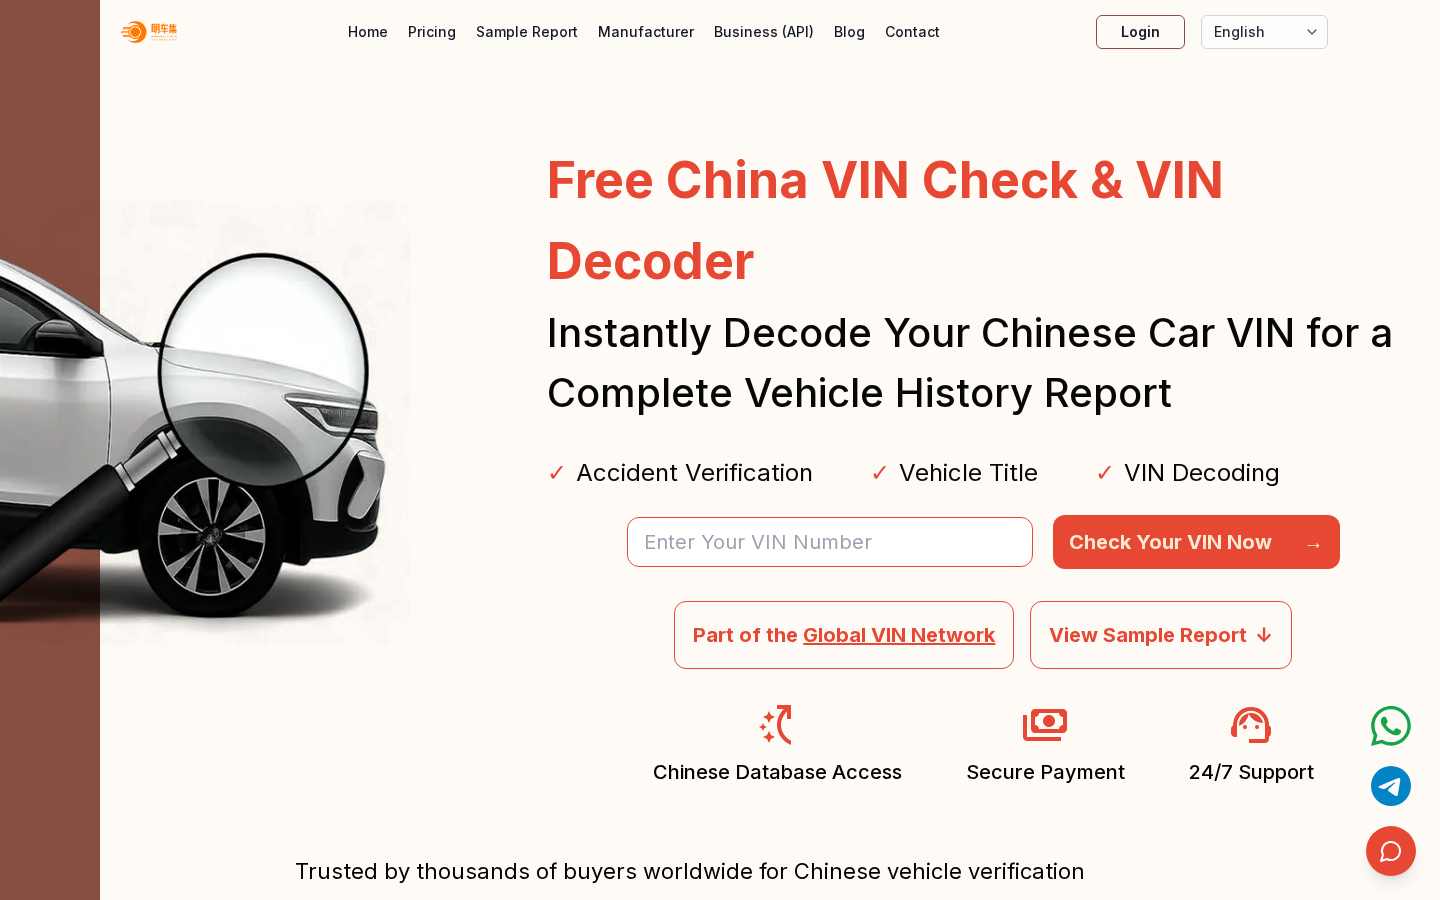 明车集
Home
Pricing
Sample Report
Manufacturer
Business (API)
Blog
Contact
Login
English
Free China VIN Check & VIN
Decoder
Instantly Decode Your Chinese Car VIN for a
Complete Vehicle History Report
✓ Accident Verification
✓ Vehicle Title
✓ VIN Decoding
Enter Your VIN Number
Check Your VIN Now →
Part of the Global VIN Network
View Sample Report ↓
Chinese Database Access
Secure Payment
24/7 Support
Trusted by thousands of buyers worldwide for Chinese vehicle verification